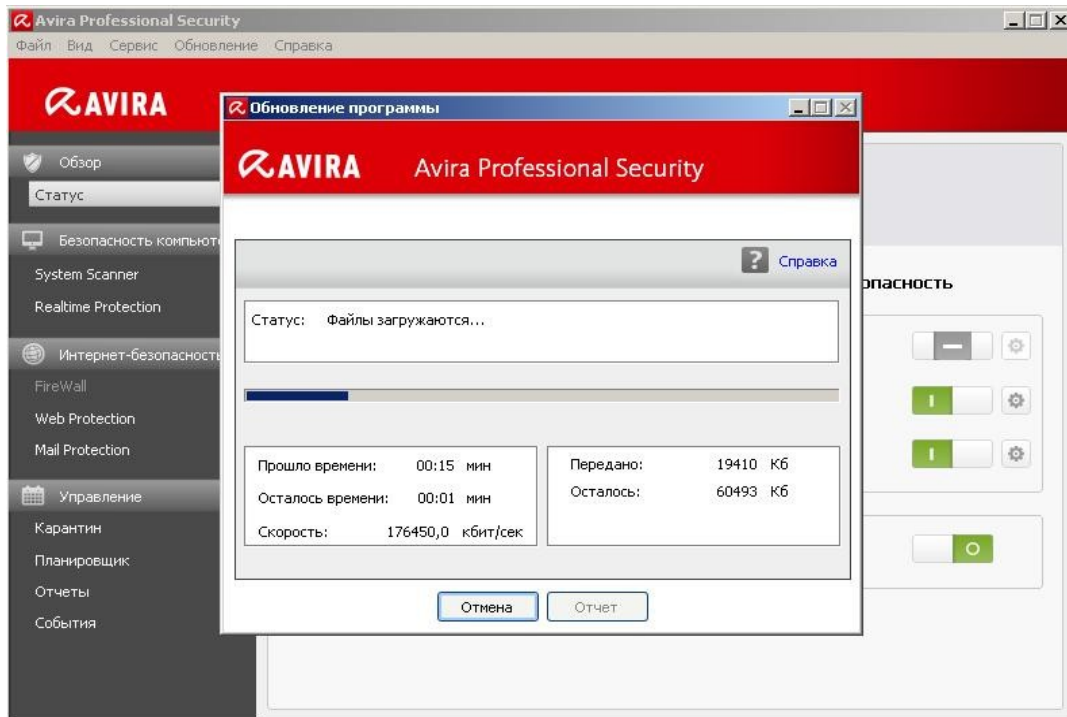 Avira Professional Security
Файл Вид Сервис Обновление Справка
AVIRA
Обзор
Статус
Безопасность компьют
System Scanner
Realtime Protection
Интернет-безопасность
FireWall
Web Protection
Mail Protection
Управление
Карантин
Планировщик
Отчеты
События
Обновление программы
AVIRA Avira Professional Security
? Справка
Статус: Файлы загружаются...
Прошло времени: 00:15 мин
Осталось времени: 00:01 мин
Скорость: 176450,0 кбит/сек
Передано: 19410 Кб
Осталось: 60493 Кб
Отмена Отчет
опасность